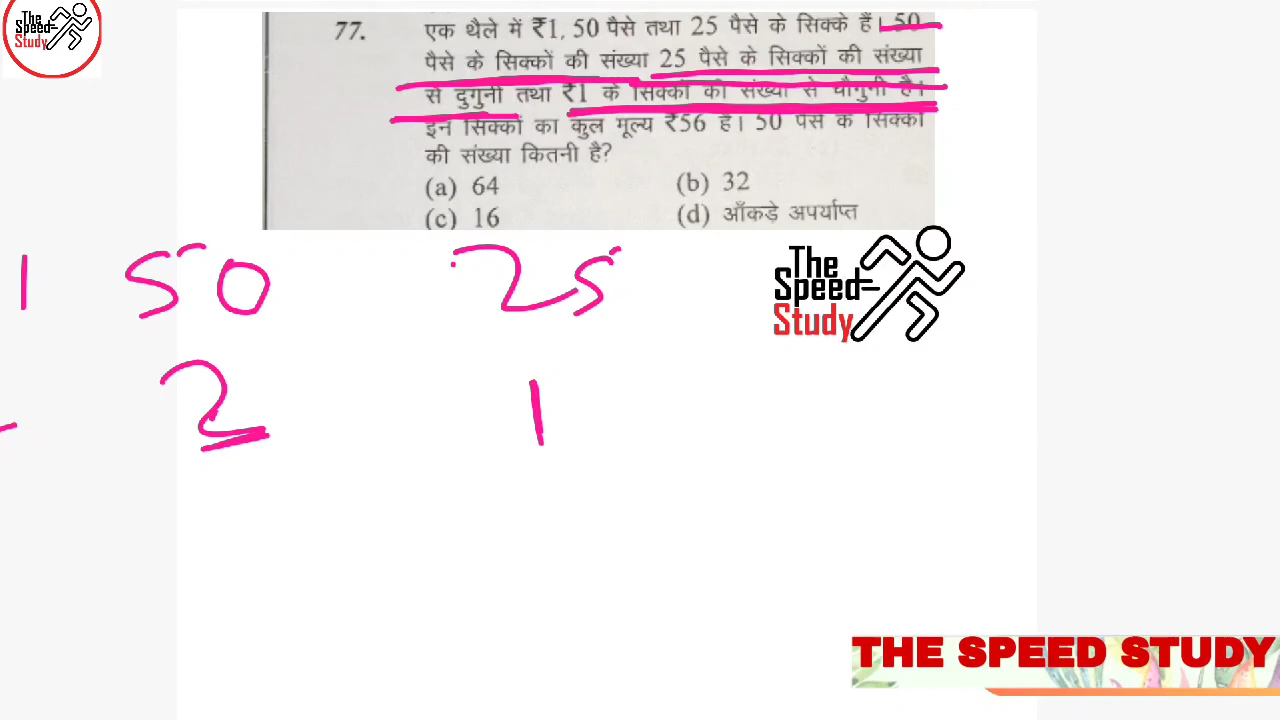 The
Speed
Study
77. एक थैले में ₹1, 50 पैसे तथा 25 पैसे के सिक्के हैं। 50
पैसे के सिक्कों की संख्या 25 पैसे के सिक्कों की संख्या
से दुगुनी तथा ₹1 के सिक्कों की संख्या से चौगुनी है।
इन सिक्कों का कुल मूल्य ₹56 है। 50 पैसे के सिक्कों
की संख्या कितनी है?
(a) 64 (b) 32
(c) 16 (d) आँकड़े अपर्याप्त
1 50 25
2 1
The
Speed
Study
THE SPEED STUDY